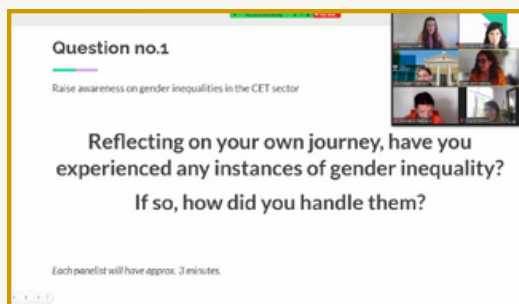 Question no.1
Raise awareness on gender inequalities in the CET sector
Reflecting on your own journey, have you
experienced any instances of gender inequality?
If so, how did you handle them?
Each panelist will have approx. 3 minutes.